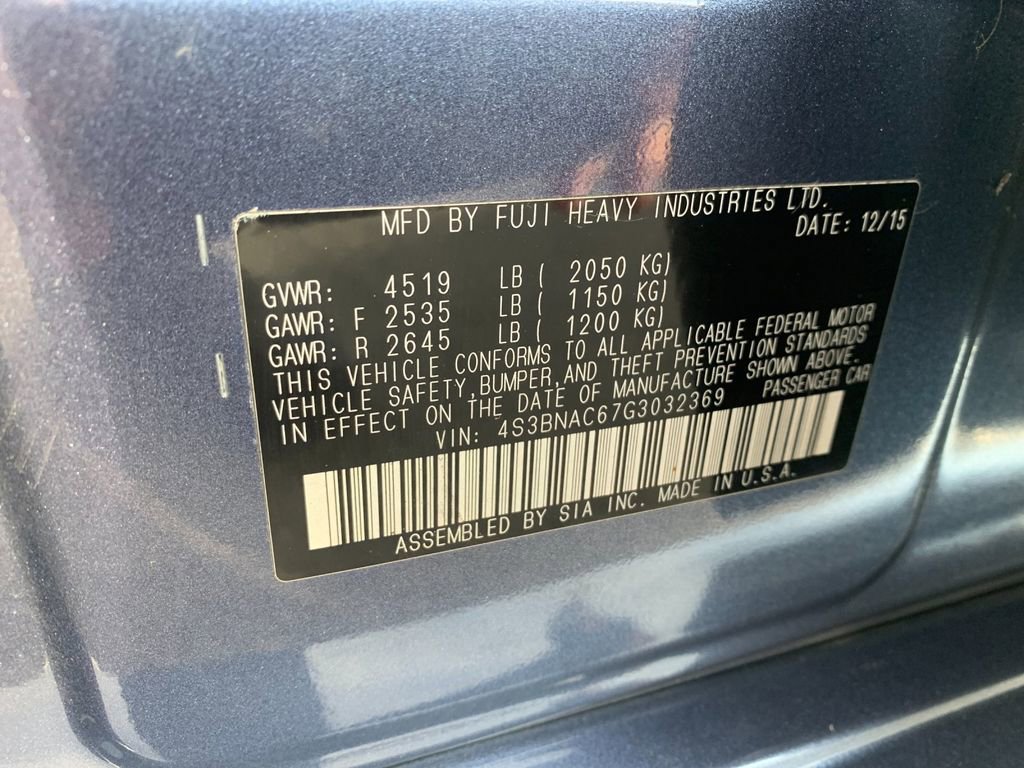 MFD BY FUJI HEAVY INDUSTRIES LTD.
DATE: 12/15
GVWR: 4519 LB ( 2050 KG)
GAWR: F 2535 LB ( 1150 KG)
GAWR: R 2645 LB ( 1200 KG)
THIS VEHICLE CONFORMS TO ALL APPLICABLE FEDERAL MOTOR
VEHICLE SAFETY, BUMPER, AND THEFT PREVENTION STANDARDS
IN EFFECT ON THE DATE OF MANUFACTURE SHOWN ABOVE.
VIN: 4S3BNAC67G3032369 PASSENGER CAR
ASSEMBLED BY SIA INC. MADE IN U.S.A.